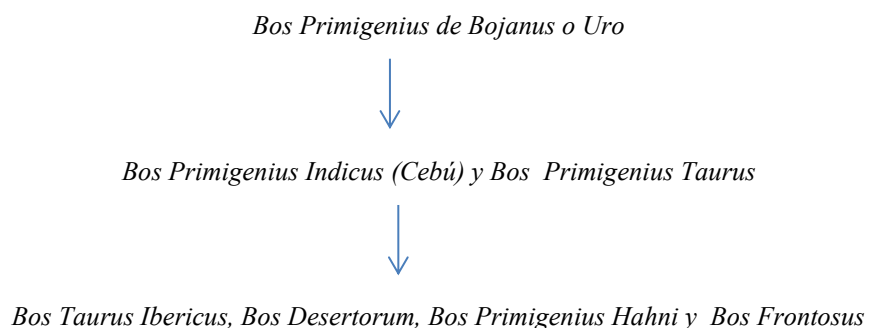 Bos Primigenius de Bojanus o Uro
Bos Primigenius Indicus (Cebú) y Bos Primigenius Taurus
Bos Taurus Ibericus, Bos Desertorum, Bos Primigenius Hahni y Bos Frontosus